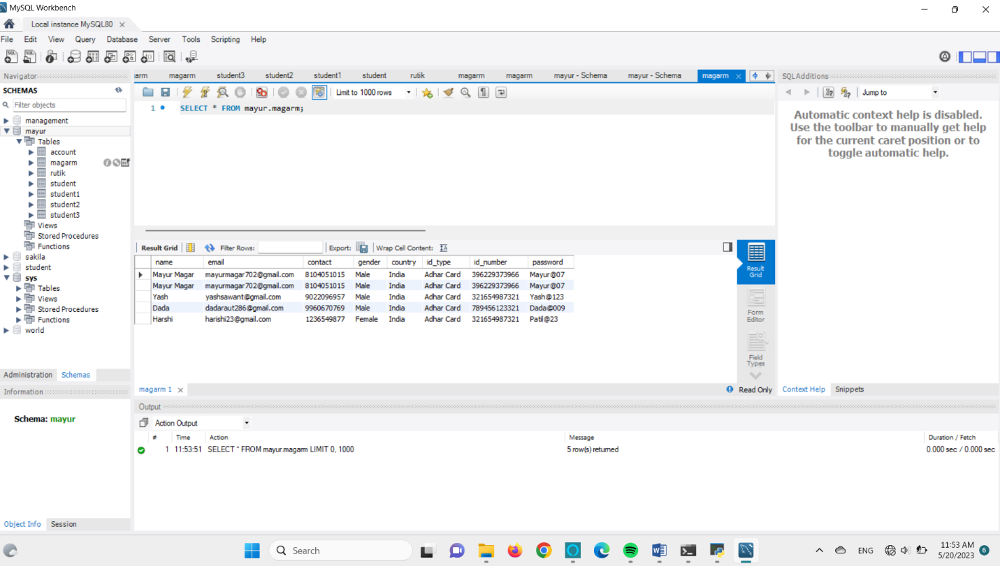 MySQL Workbench
Local instance MySQL80
File Edit View Query Database Server Tools Scripting Help
Navigator
SCHEMAS
Filter objects
management
mayur
Tables
account
magarm
rutik
student
student1
student2
student3
Views
Stored Procedures
Functions
sakila
student
sys
Tables
Views
Stored Procedures
Functions
world
Administration Schemas
Information
Schema: mayur
Object Info Session
arm magarm student3 student2 student1 student rutik magarm magarm mayur - Schema mayur - Schema magarm
Limit to 1000 rows
1 SELECT * FROM mayur.magarm;
Result Grid Filter Rows: Export: Wrap Cell Content:
name email contact gender country id_type id_number password
Mayur Magar mayurmagar702@gmail.com 8104051015 Male India Adhar Card 396229373966 Mayur@07
Mayur Magar mayurmagar702@gmail.com 8104051015 Male India Adhar Card 396229373966 Mayur@07
Yash yashsawant@gmail.com 9022096957 Male India Adhar Card 321654987321 Yash@123
Dada dadaraut286@gmail.com 9960670769 Male India Adhar Card 789456123321 Dada@009
Harshi harishi23@gmail.com 1236549877 Female India Adhar Card 321654987321 Patil@23
Result
Grid
Form
Editor
Field
Types
magarm 1
Read Only
SQLAdditions
Jump to
Automatic context help is disabled.
Use the toolbar to manually get help
for the current caret position or to
toggle automatic help.
Context Help Snippets
Output
Action Output
# Time Action Message Duration / Fetch
1 11:53:51 SELECT * FROM mayur.magarm LIMIT 0, 1000 5 row(s) returned 0.000 sec / 0.000 sec
Search
ENG
11:53 AM
5/20/2023
6